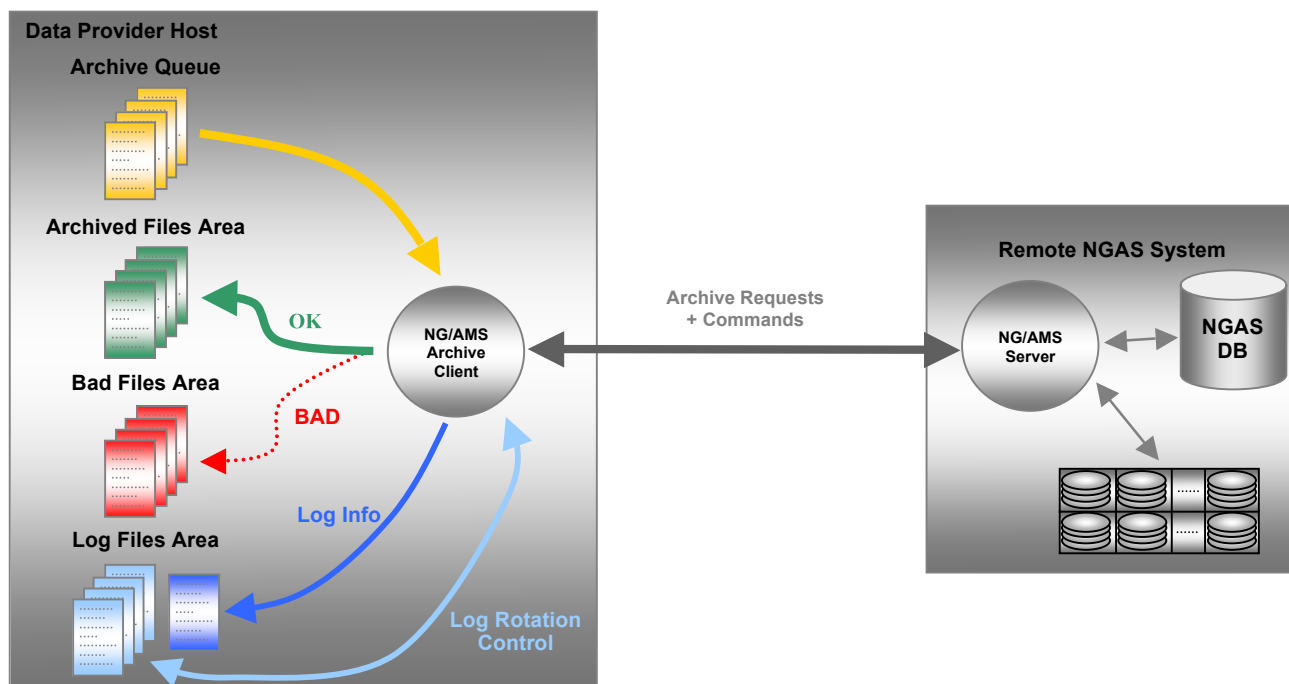 Data Provider Host
Archive Queue
Archived Files Area
OK
Bad Files Area
BAD
Log Files Area
Log Info
Log Rotation
Control
NG/AMS
Archive
Client
Archive Requests
+ Commands
Remote NGAS System
NG/AMS
Server
NGAS
DB